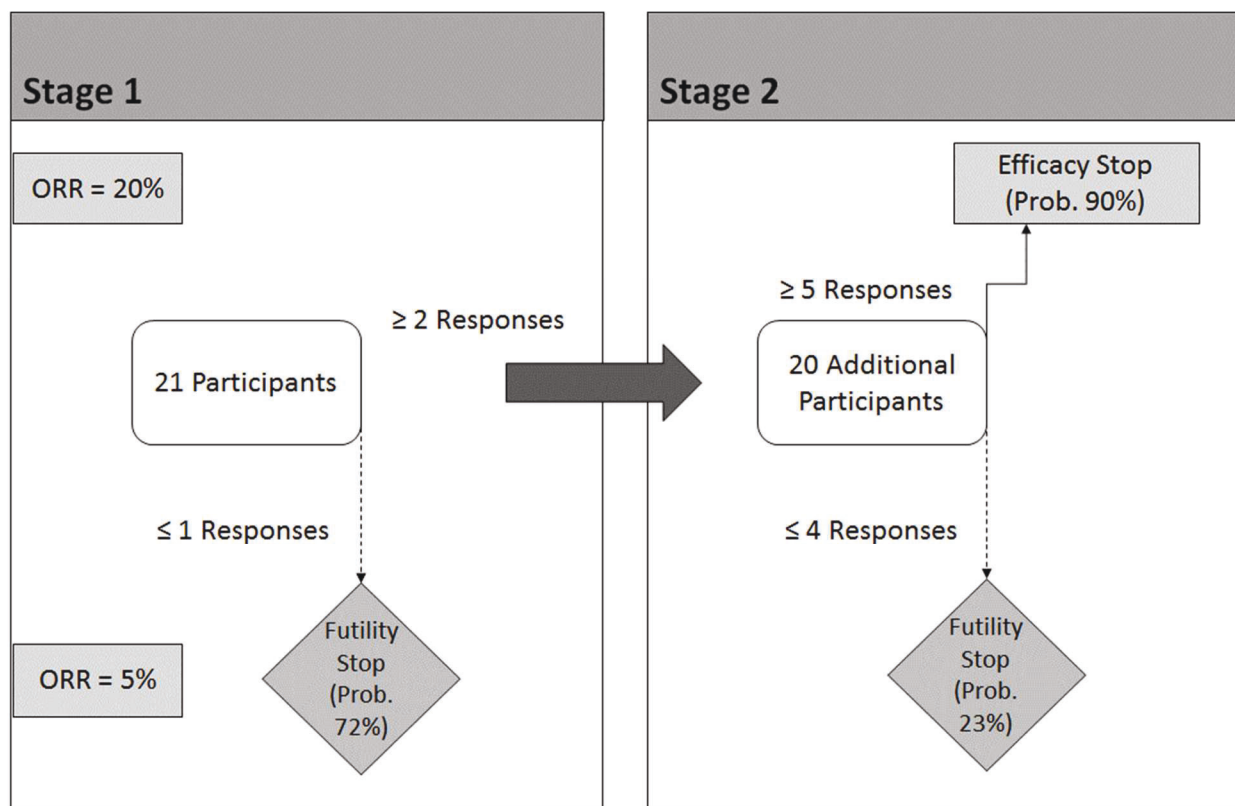 Stage 1
ORR = 20%
≥ 2 Responses
21 Participants
≤ 1 Responses
Futility
Stop
(Prob.
72%)
ORR = 5%
Stage 2
Efficacy Stop
(Prob. 90%)
≥ 5 Responses
20 Additional
Participants
≤ 4 Responses
Futility
Stop
(Prob.
23%)